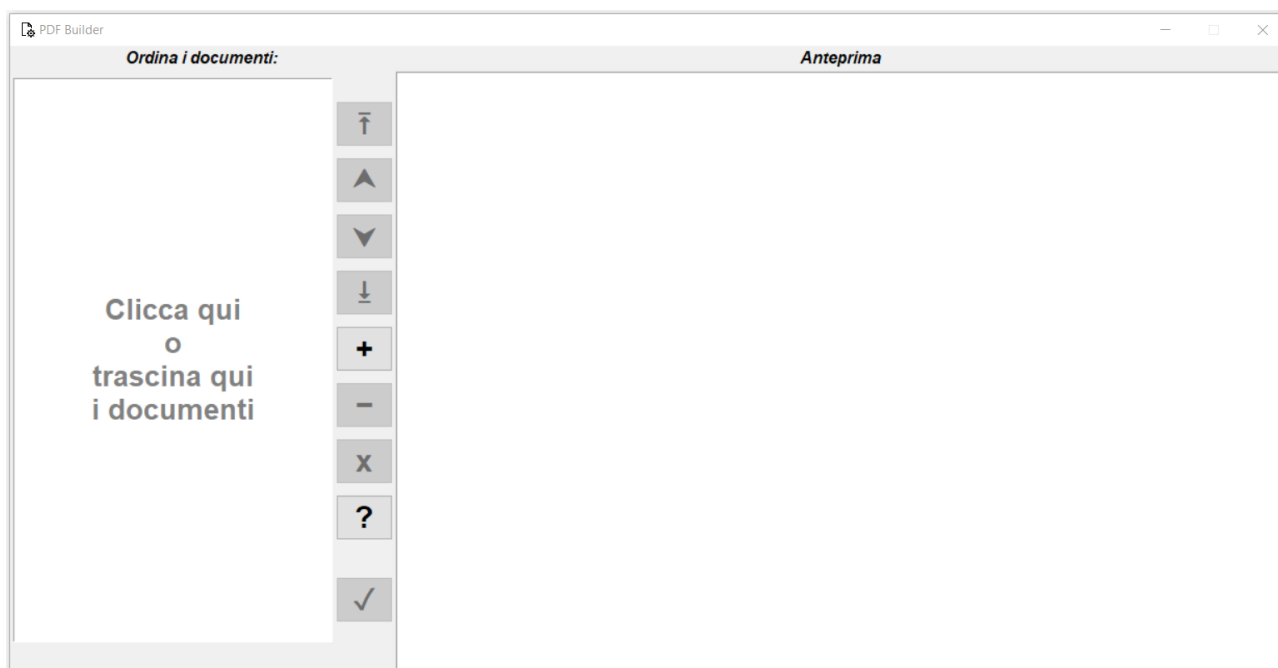 PDF Builder
Ordina i documenti:
Anteprima
Clicca qui
o
trascina qui
i documenti
+
−
x
?